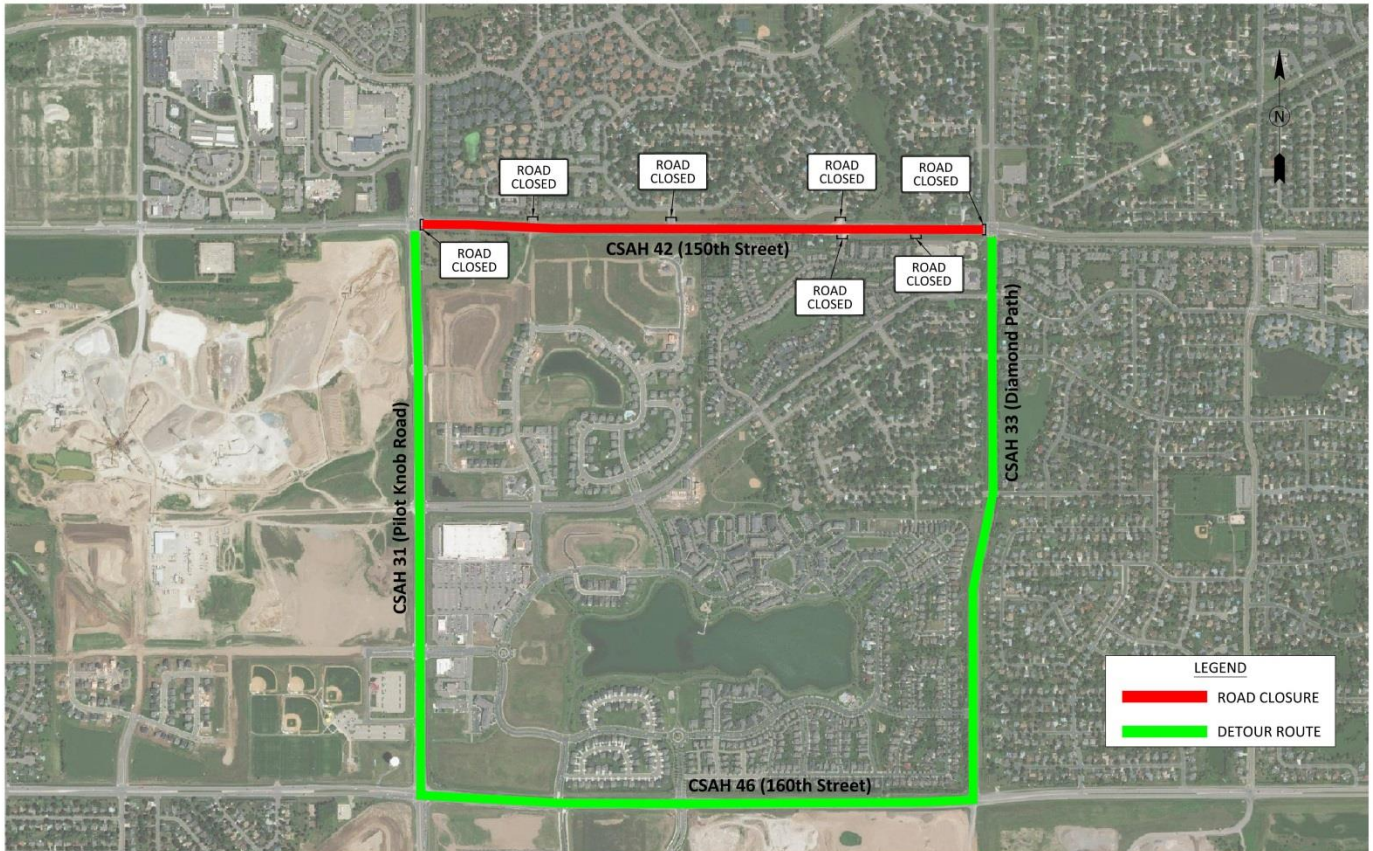 N
ROAD
CLOSED
ROAD
CLOSED
ROAD
CLOSED
ROAD
CLOSED
ROAD
CLOSED
CSAH 42 (150th Street)
ROAD
CLOSED
ROAD
CLOSED
CSAH 31 (Pilot Knob Road)
CSAH 33 (Diamond Path)
LEGEND
ROAD CLOSURE
DETOUR ROUTE
CSAH 46 (160th Street)